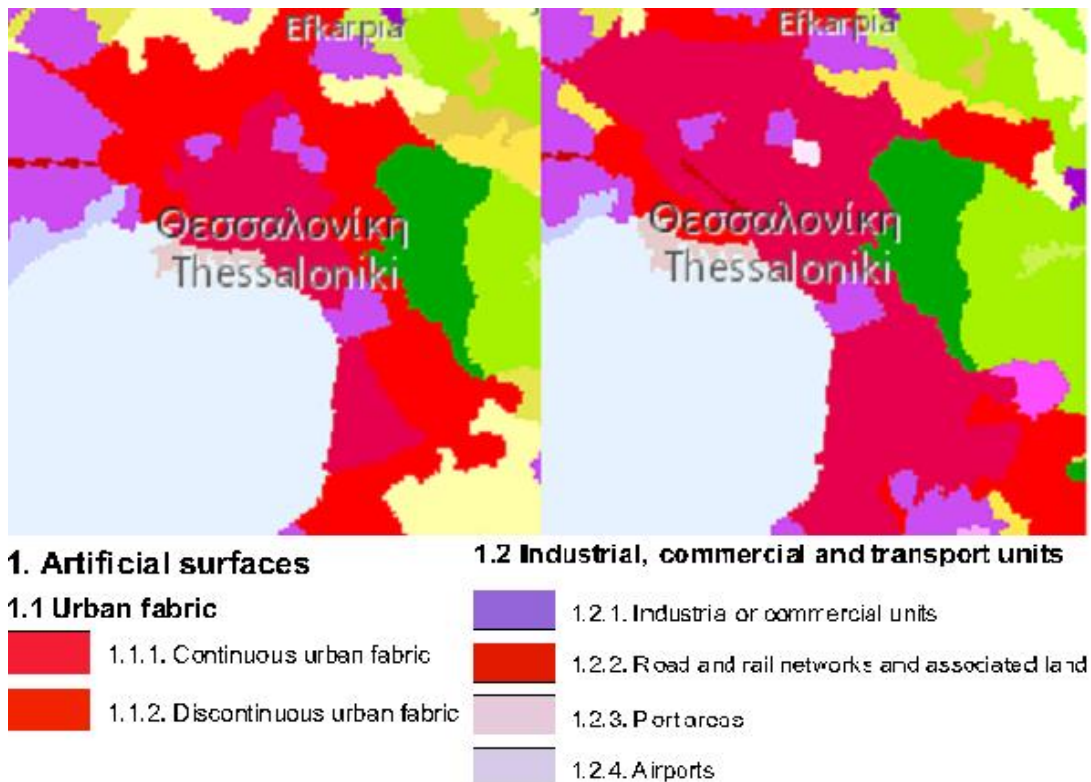 Efkarpia
Efkarpia
Θεσσαλονίκη
Thessaloniki
Θεσσαλονίκη
Thessaloniki
1. Artificial surfaces
1.1 Urban fabric
1.1.1. Continuous urban fabric
1.1.2. Discontinuous urban fabric
1.2 Industrial, commercial and transport units
1.2.1. Industria or commercial units
1.2.2. Road and rail networks and associated land
1.2.3. Port areas
1.2.4. Airports